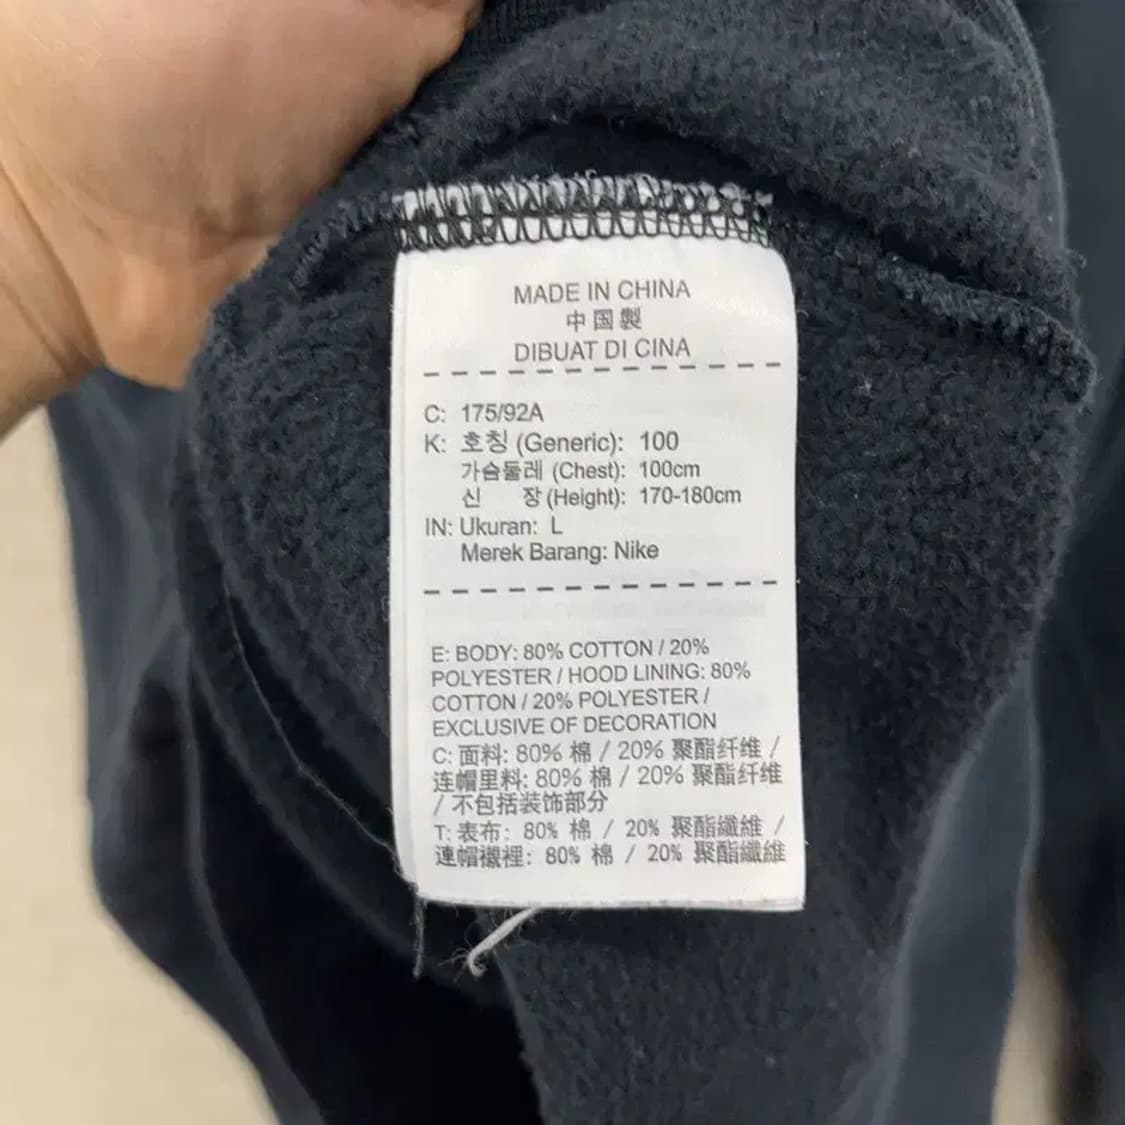 MADE IN CHINA
中国製
DIBUAT DI CINA
C: 175/92A
K: 호칭 (Generic): 100
가슴둘레 (Chest): 100cm
신 장 (Height): 170-180cm
IN: Ukuran: L
Merek Barang: Nike
E: BODY: 80% COTTON / 20%
POLYESTER / HOOD LINING: 80%
COTTON / 20% POLYESTER /
EXCLUSIVE OF DECORATION
C: 面料: 80% 棉 / 20% 聚酯纤维 /
连帽里料: 80% 棉 / 20% 聚酯纤维
/ 不包括装饰部分
T: 表布: 80% 棉 / 20% 聚酯纖維 /
連帽襯裡: 80% 棉 / 20% 聚酯纖維